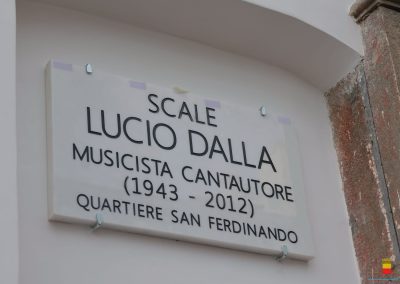 SCALE
LUCIO DALLA
MUSICISTA CANTAUTORE
(1943 - 2012)
QUARTIERE SAN FERDINANDO